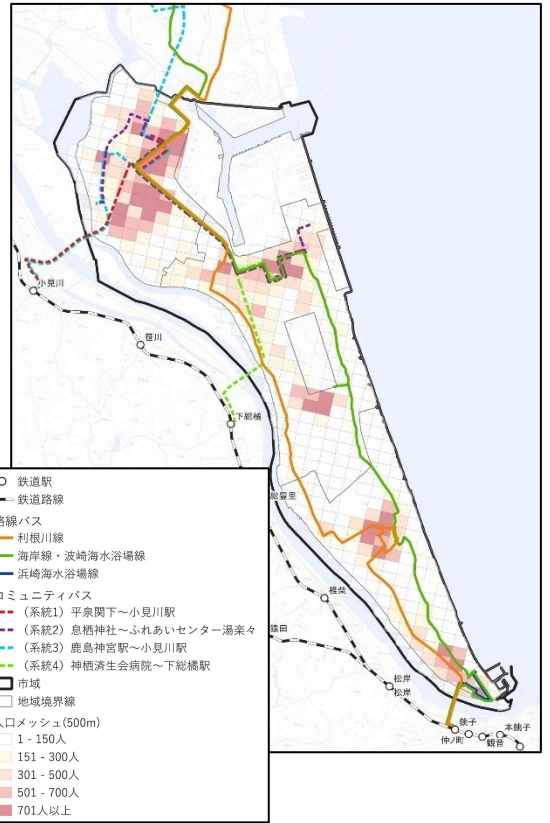 小見川
笹川
下総橘
総豊里
椎柴
猿田
松岸
松岸
銚子
仲ノ町
観音
本銚子
鉄道駅
鉄道路線
路線バス
利根川線
海岸線・波崎海水浴場線
浜崎海水浴場線
コミュニティバス
（系統1）平泉関下～小見川駅
（系統2）息栖神社～ふれあいセンター湯楽々
（系統3）鹿島神宮駅～小見川駅
（系統4）神栖済生会病院～下総橘駅
市域
地域境界線
人口メッシュ(500m)
1 - 150人
151 - 300人
301 - 500人
501 - 700人
701人以上